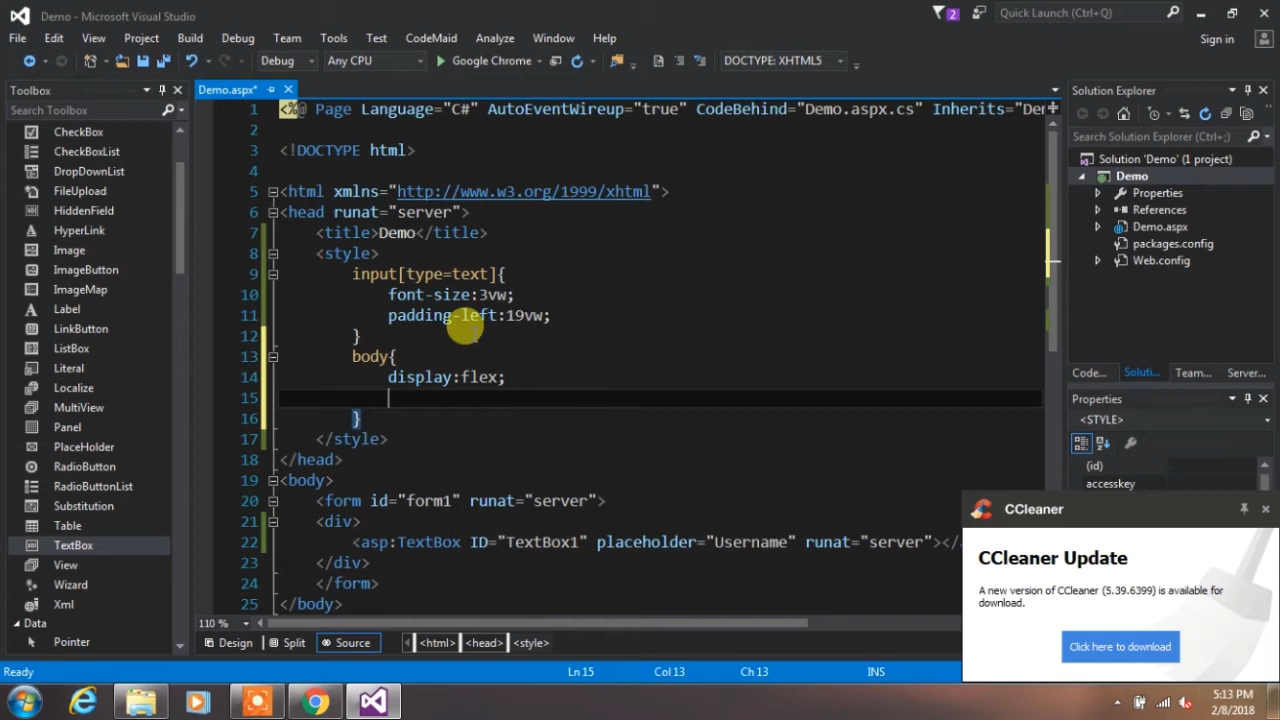 Demo - Microsoft Visual Studio
2
Quick Launch (Ctrl+Q)
File Edit View Project Build Debug Team Tools Test CodeMaid Analyze Window Help
Sign in
Debug Any CPU Google Chrome DOCTYPE: XHTML5
Toolbox
Search Toolbox
CheckBox
CheckBoxList
DropDownList
FileUpload
HiddenField
HyperLink
Image
ImageButton
ImageMap
Label
LinkButton
ListBox
Literal
Localize
MultiView
Panel
PlaceHolder
RadioButton
RadioButtonList
Substitution
Table
TextBox
View
Wizard
Xml
Data
Pointer
Demo.aspx*
1 <%@ Page Language="C#" AutoEventWireup="true" CodeBehind="Demo.aspx.cs" Inherits="Dem
2
3 <!DOCTYPE html>
4
5 <html xmlns="http://www.w3.org/1999/xhtml">
6 <head runat="server">
7 <title>Demo</title>
8 <style>
9 input[type=text]{
10 font-size:3vw;
11 padding-left:19vw;
12 }
13 body{
14 display:flex;
15
16 }
17 </style>
18 </head>
19 <body>
20 <form id="form1" runat="server">
21 <div>
22 <asp:TextBox ID="TextBox1" placeholder="Username" runat="server"></
23 </div>
24 </form>
25 </body>
110 %
Design Split Source <html> <head> <style>
Solution Explorer
Search Solution Explorer (Ctrl+;)
Solution 'Demo' (1 project)
Demo
Properties
References
Demo.aspx
packages.config
Web.config
Code... Soluti... Team... Server...
Properties
<STYLE>
(id)
accesskey
CCleaner
CCleaner Update
A new version of CCleaner (5.39.6399) is available for
download.
Click here to download
Ready Ln 15 Col 13 Ch 13 INS
5:13 PM
2/8/2018